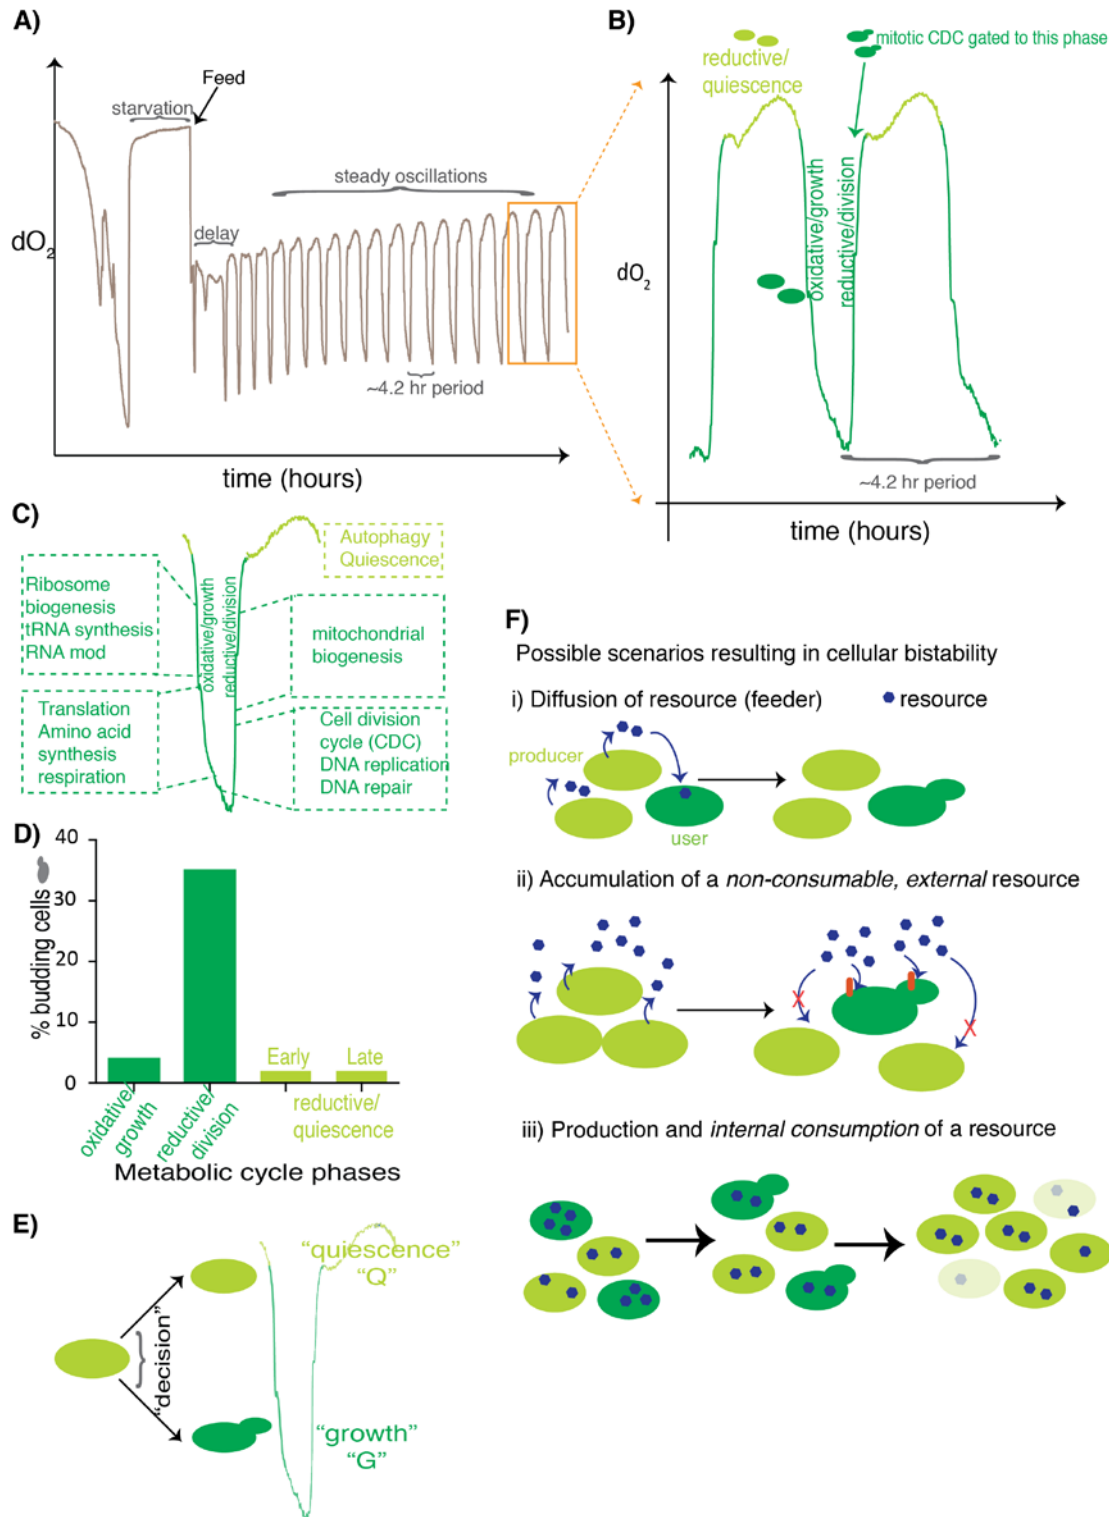 A)
Feed
starvation
steady oscillations
delay
dO2
~4.2 hr period
time (hours)
B)
mitotic CDC gated to this phase
reductive/
quiescence
oxidative/growth
reductive/division
dO2
~4.2 hr period
time (hours)
C)
Autophagy
Quiescence
Ribosome
biogenesis
tRNA synthesis
RNA mod
oxidative/growth
reductive/division
mitochondrial
biogenesis
Translation
Amino acid
synthesis
respiration
Cell division
cycle (CDC)
DNA replication
DNA repair
D)
% budding cells
40
30
20
10
0
Early
Late
oxidative/
growth
reductive/
division
reductive/
quiescence
Metabolic cycle phases
E)
"decision"
"quiescence"
"Q"
"growth"
"G"
F)
Possible scenarios resulting in cellular bistability
i) Diffusion of resource (feeder)
resource
producer
user
ii) Accumulation of a non-consumable, external resource
iii) Production and internal consumption of a resource